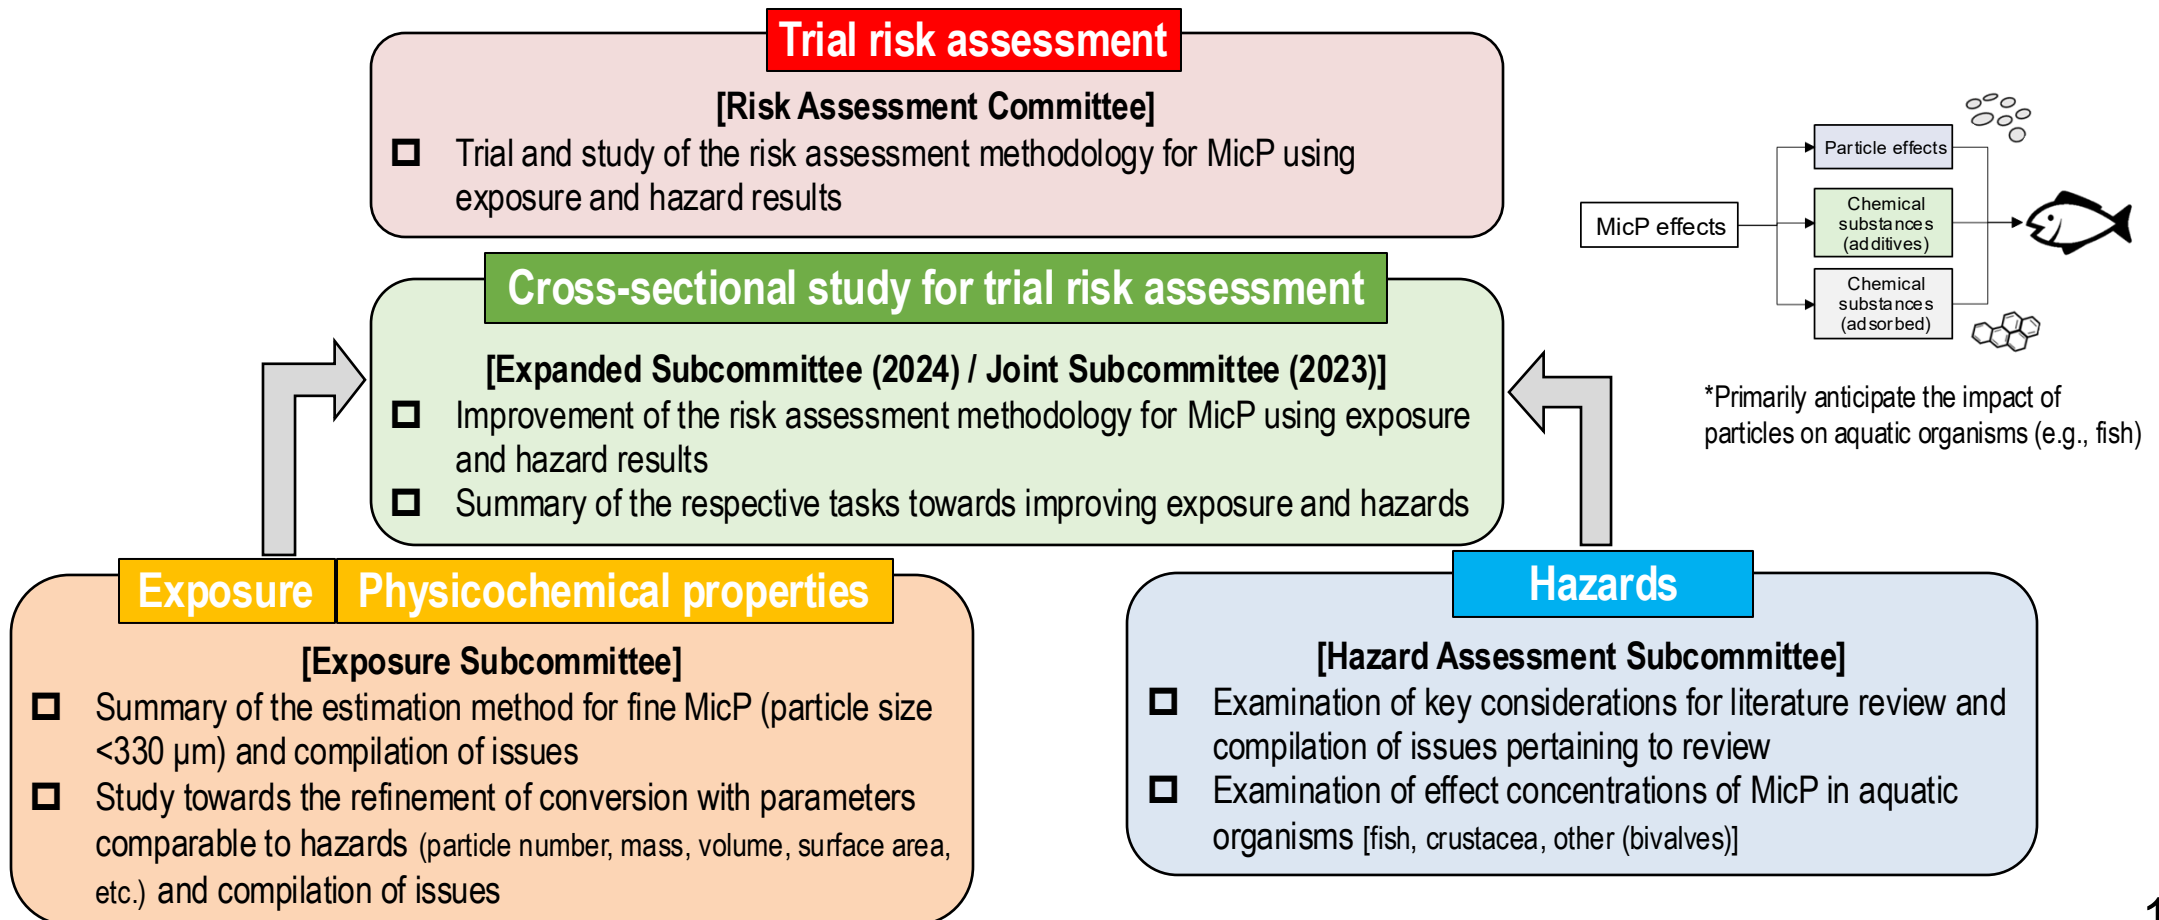 Trial risk assessment
[Risk Assessment Committee]
Trial and study of the risk assessment methodology for MicP using
exposure and hazard results
Cross-sectional study for trial risk assessment
[Expanded Subcommittee (2024) / Joint Subcommittee (2023)]
Improvement of the risk assessment methodology for MicP using exposure
and hazard results
Summary of the respective tasks towards improving exposure and hazards
MicP effects
Particle effects
Chemical
substances
(additives)
Chemical
substances
(adsorbed)
*Primarily anticipate the impact of
particles on aquatic organisms (e.g., fish)
Exposure
Physicochemical properties
[Exposure Subcommittee]
Summary of the estimation method for fine MicP (particle size
<330 μm) and compilation of issues
Study towards the refinement of conversion with parameters
comparable to hazards (particle number, mass, volume, surface area,
etc.) and compilation of issues
Hazards
[Hazard Assessment Subcommittee]
Examination of key considerations for literature review and
compilation of issues pertaining to review
Examination of effect concentrations of MicP in aquatic
organisms [fish, crustacea, other (bivalves)]